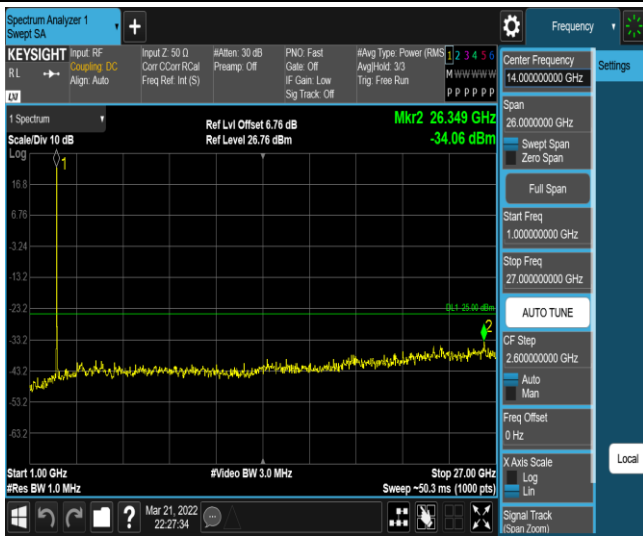 Spectrum Analyzer 1
Swept SA
+
Frequency
KEYSIGHT
RL
LXI
Input: RF
Coupling: DC
Align: Auto
Input Z: 50 Ω
Corr CCorr RCal
Freq Ref: Int (S)
#Atten: 30 dB
Preamp: Off
PNO: Fast
Gate: Off
IF Gain: Low
Sig Track: Off
#Avg Type: Power (RMS
Avg|Hold: 3/3
Trig: Free Run
1 2 3 4 5 6
M W W W W W
P P P P P P
1 Spectrum
Scale/Div 10 dB
Log
Ref Lvl Offset 6.76 dB
Ref Level 26.76 dBm
Mkr2 26.349 GHz
-34.06 dBm
1
16.8
6.76
-3.24
-13.2
-23.2
DL1 -25.00 dBm
2
-33.2
-43.2
-53.2
-63.2
Start 1.00 GHz
#Res BW 1.0 MHz
#Video BW 3.0 MHz
Stop 27.00 GHz
Sweep ~50.3 ms (1000 pts)
?
Mar 21, 2022
22:27:34
Center Frequency
14.000000000 GHz
Settings
Span
26.0000000 GHz
Swept Span
Zero Span
Full Span
Start Freq
1.000000000 GHz
Stop Freq
27.000000000 GHz
AUTO TUNE
CF Step
2.600000000 GHz
Auto
Man
Freq Offset
0 Hz
X Axis Scale
Log
Lin
Local
Signal Track
(Span Zoom)